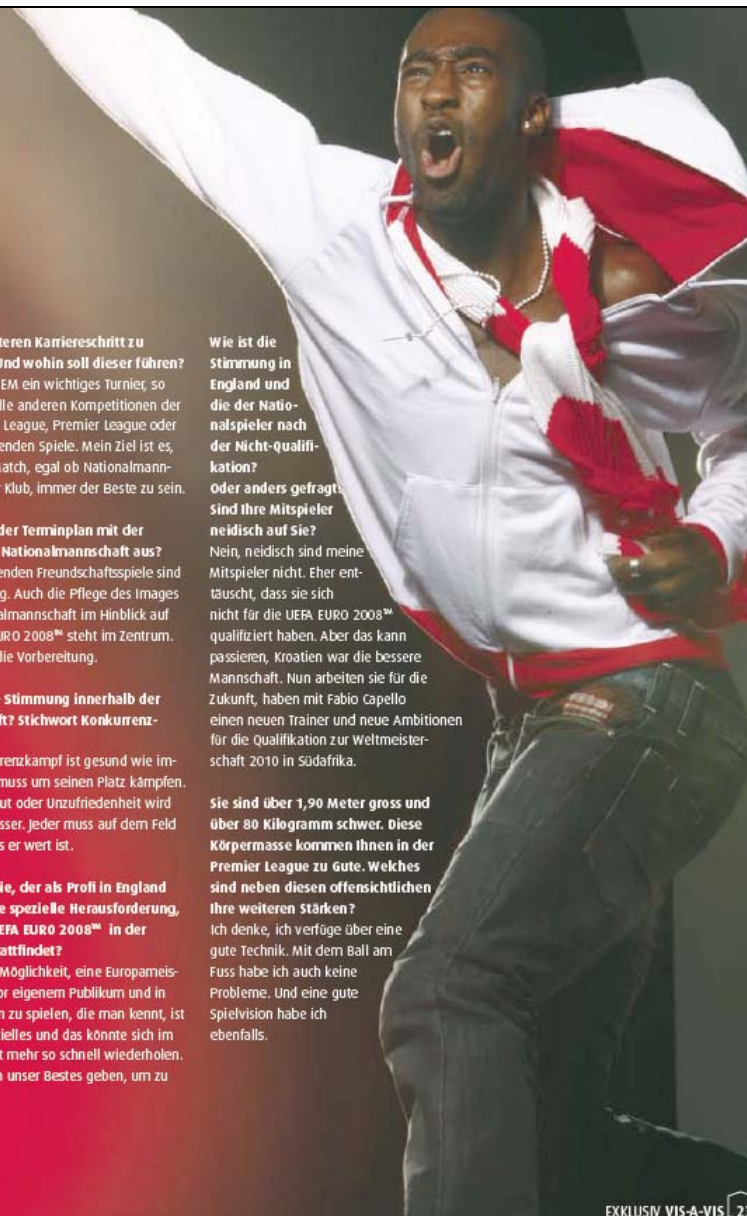 teren Karriereschritt zu
Und wohin soll dieser führen?
EM ein wichtiges Turnier, so
lle anderen Kompetitionen der
League, Premier League oder
enden Spiele. Mein Ziel ist es,
atch, egal ob Nationalmann-
r Klub, immer der Beste zu sein.
der Terminplan mit der
Nationalmannschaft aus?
enden Freundschaftsspiele sind
g. Auch die Pflege des Images
almannschaft im Hinblick auf
URO 2008™ steht im Zentrum.
die Vorbereitung.
e Stimmung innerhalb der
ft? Stichwort Konkurrenz-
renzkampf ist gesund wie im-
muss um seinen Platz kämpfen.
ut oder Unzufriedenheit wird
sser. Jeder muss auf dem Feld
s er wert ist.
ie, der als Profi in England
e spezielle Herausforderung,
EFA EURO 2008™ in der
attfindet?
Möglichkeit, eine Europameis-
or eigenem Publikum und in
n zu spielen, die man kennt, ist
zielles und das könnte sich im
t mehr so schnell wiederholen.
n unser Bestes geben, um zu
Wie ist die
Stimmung in
England und
die der Natio-
nalspieler nach
der Nicht-Qualifi-
kation?
Oder anders gefragt:
Sind Ihre Mitspieler
neidisch auf Sie?
Nein, neidisch sind meine
Mitspieler nicht. Eher ent-
täuscht, dass sie sich
nicht für die UEFA EURO 2008™
qualifiziert haben. Aber das kann
passieren, Kroatien war die bessere
Mannschaft. Nun arbeiten sie für die
Zukunft, haben mit Fabio Capello
einen neuen Trainer und neue Ambitionen
für die Qualifikation zur Weltmeister-
schaft 2010 in Südafrika.
Sie sind über 1,90 Meter gross und
über 80 Kilogramm schwer. Diese
Körpermasse kommen Ihnen in der
Premier League zu Gute. Welches
sind neben diesen offensichtlichen
Ihre weiteren Stärken?
Ich denke, ich verfüge über eine
gute Technik. Mit dem Ball am
Fuss habe ich auch keine
Probleme. Und eine gute
Spielvision habe ich
ebenfalls.
EXKLUSIV VIS-A-VIS